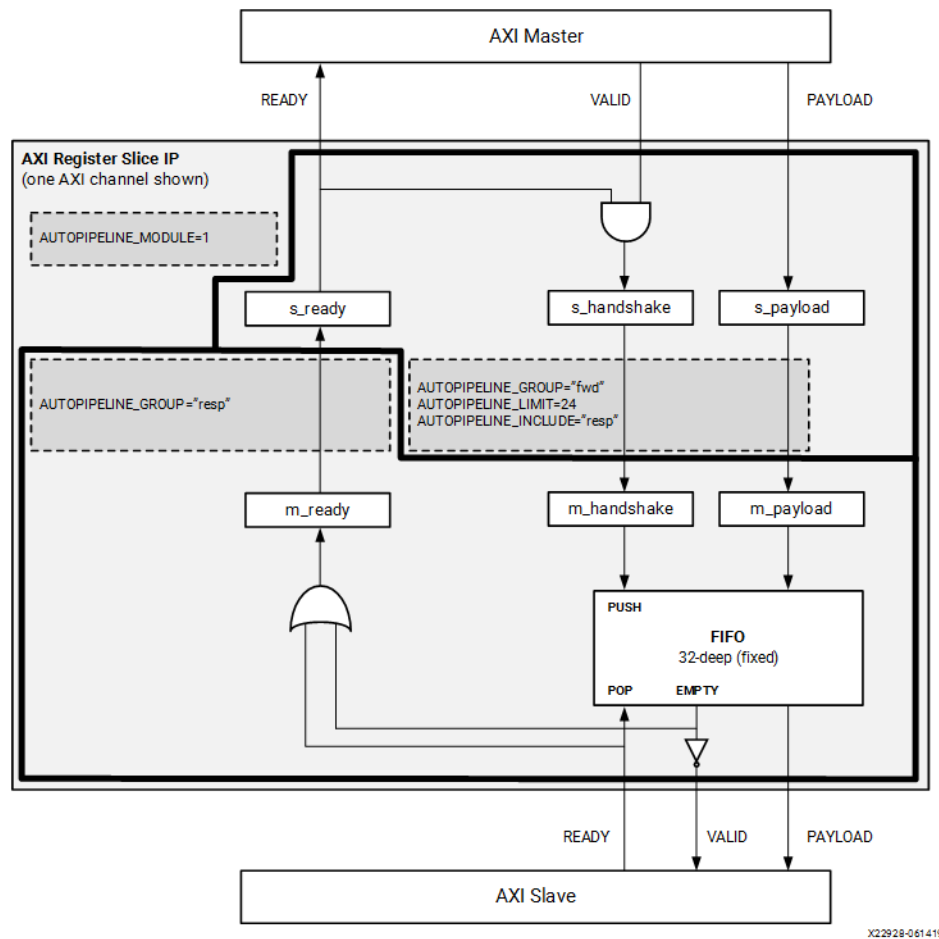 AXI Master
READY
VALID
PAYLOAD
AXI Register Slice IP
(one AXI channel shown)
AUTOPIPELINE_MODULE=1
s_ready
s_handshake
s_payload
AUTOPIPELINE_GROUP="resp"
AUTOPIPELINE_GROUP="fwd"
AUTOPIPELINE_LIMIT=24
AUTOPIPELINE_INCLUDE="resp"
m_ready
m_handshake
m_payload
PUSH
FIFO
32-deep (fixed)
POP
EMPTY
READY
VALID
PAYLOAD
AXI Slave
X22928-061419